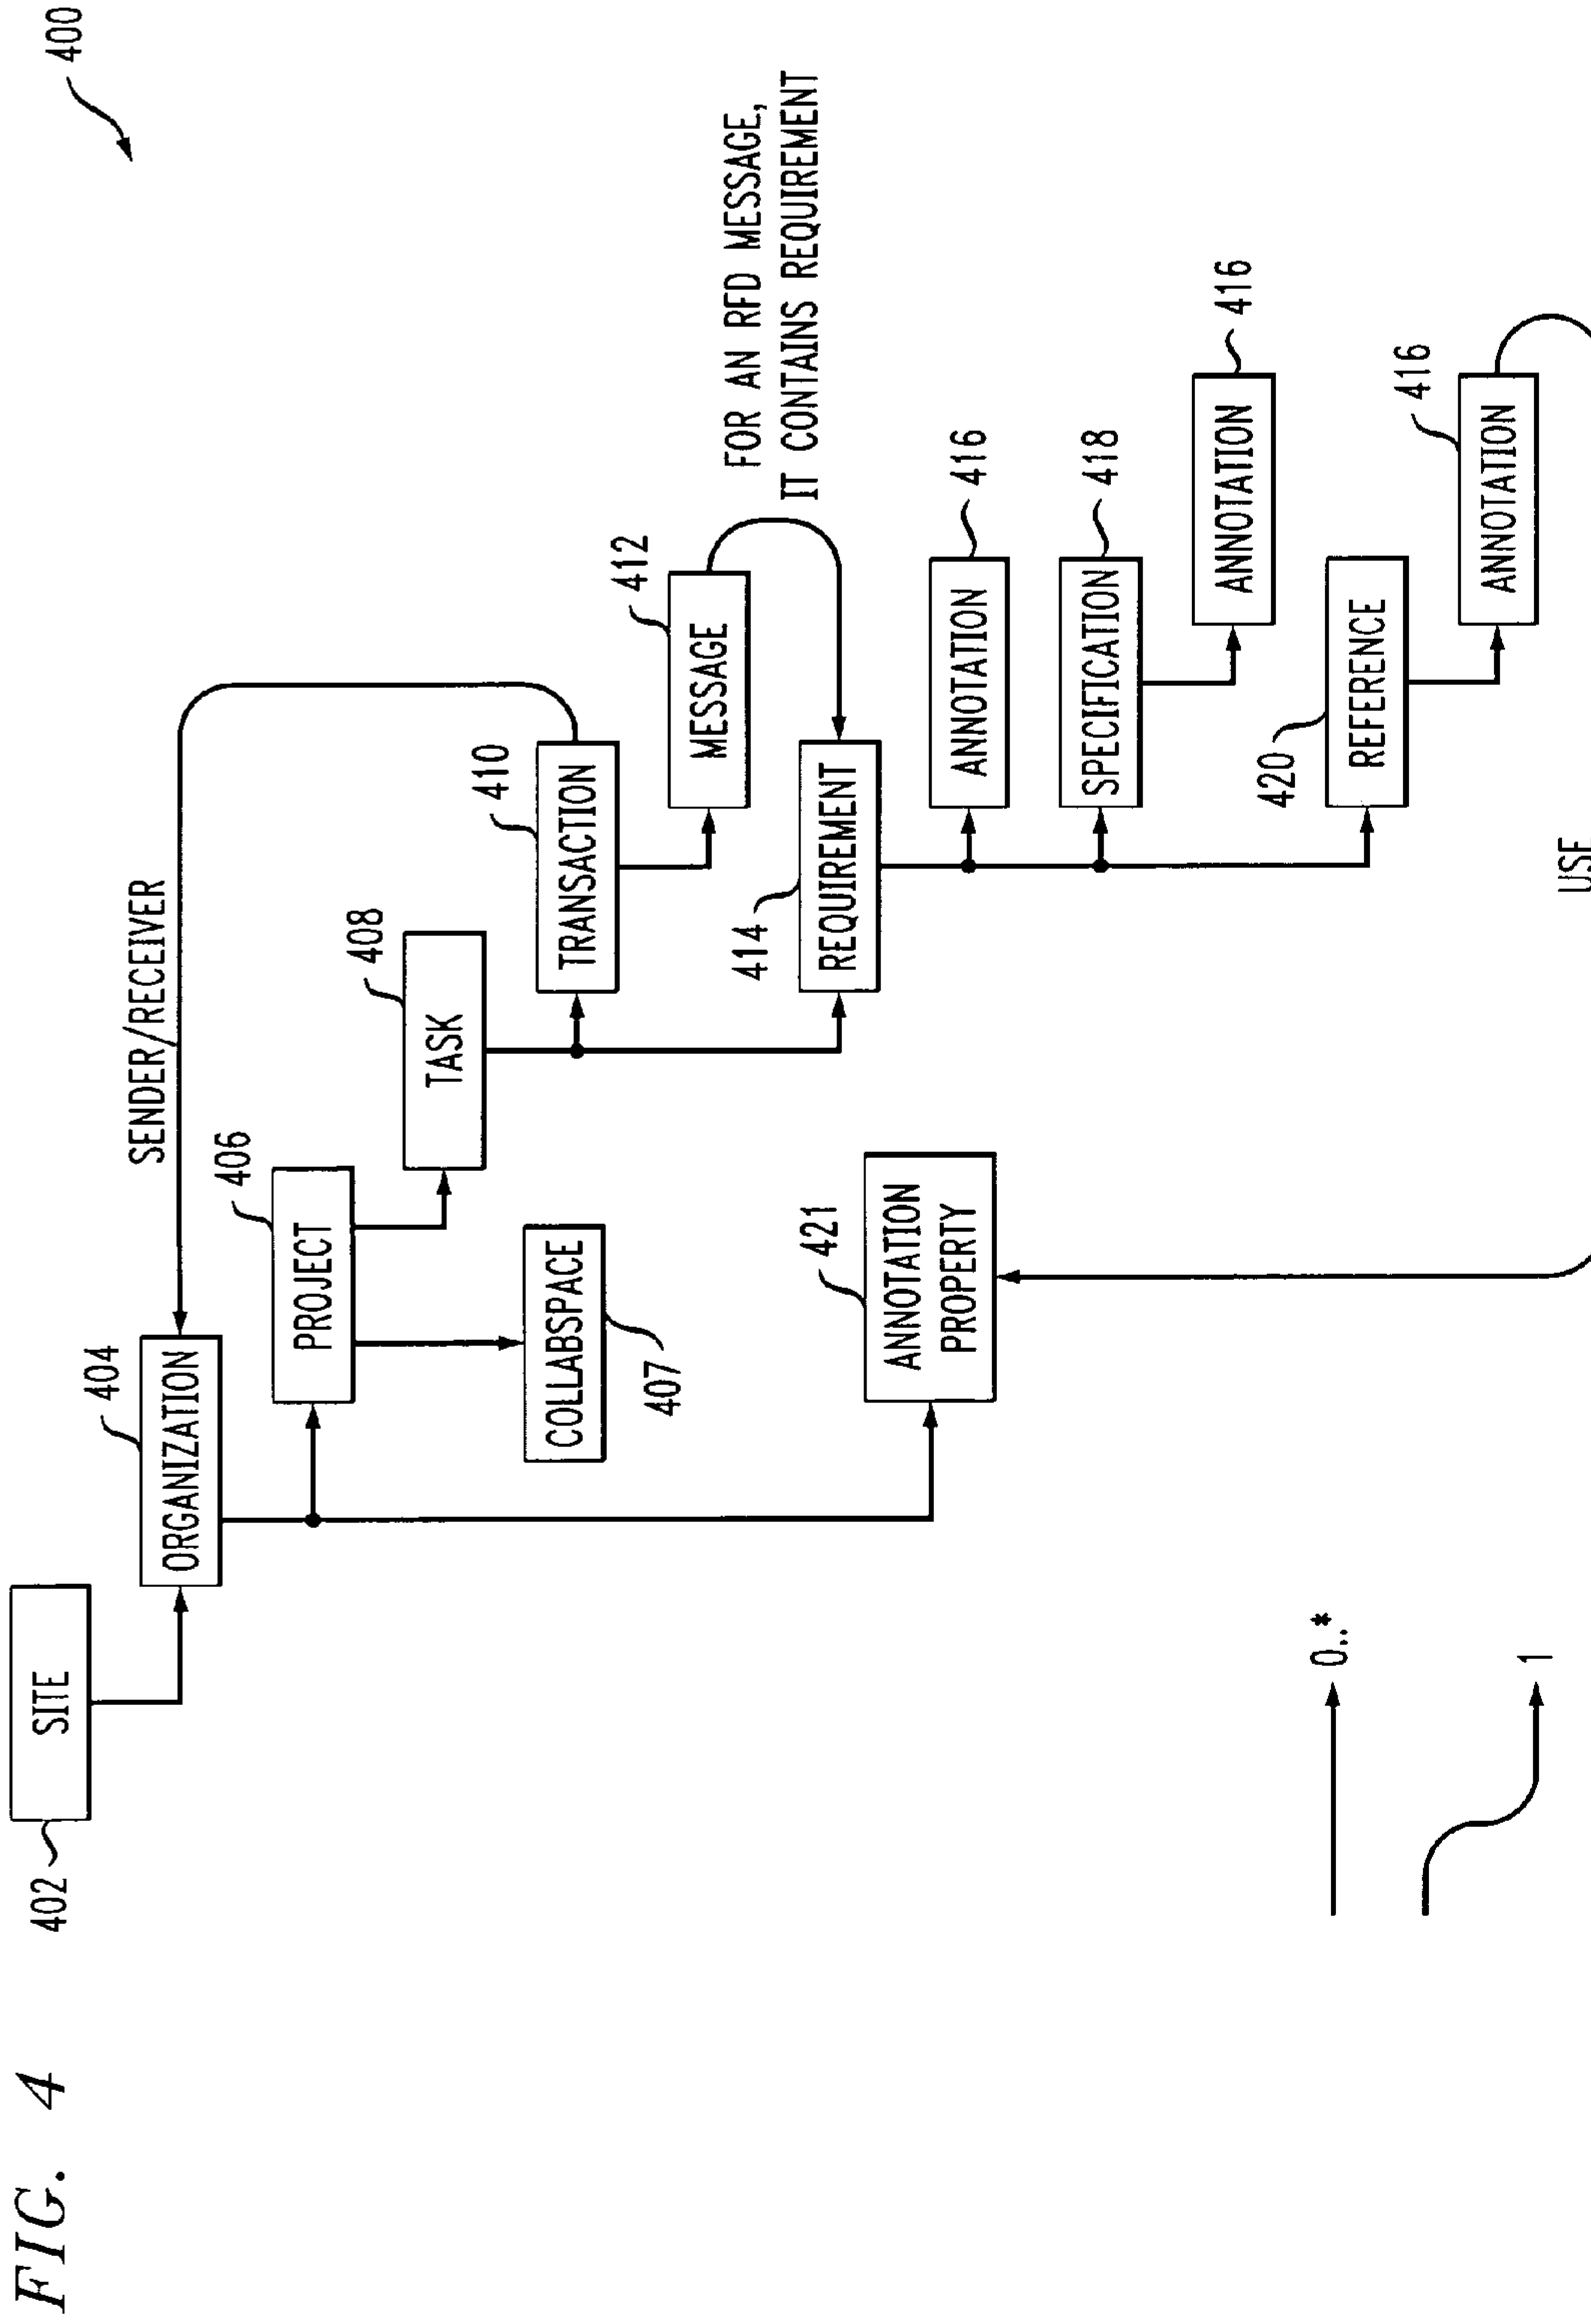 FIG. 4
400
402
SITE
404
ORGANIZATION
SENDER/RECEIVER
406
PROJECT
408
TASK
COLLABSPACE
407
410
TRANSACTION
412
MESSAGE
FOR AN RFD MESSAGE,
IT CONTAINS REQUIREMENT
414
REQUIREMENT
421
ANNOTATION
PROPERTY
ANNOTATION
416
SPECIFICATION
418
ANNOTATION
416
420
REFERENCE
416
ANNOTATION
0..*
1
USE